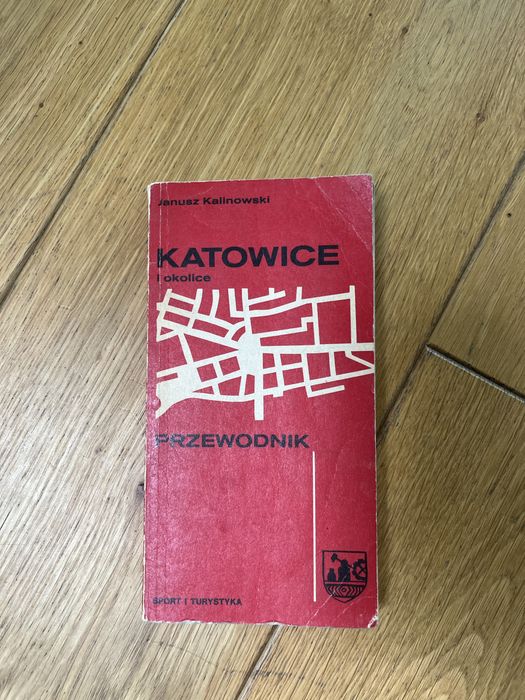 Janusz Kalinowski
KATOWICE
i okolice
PRZEWODNIK
SPORT I TURYSTYKA